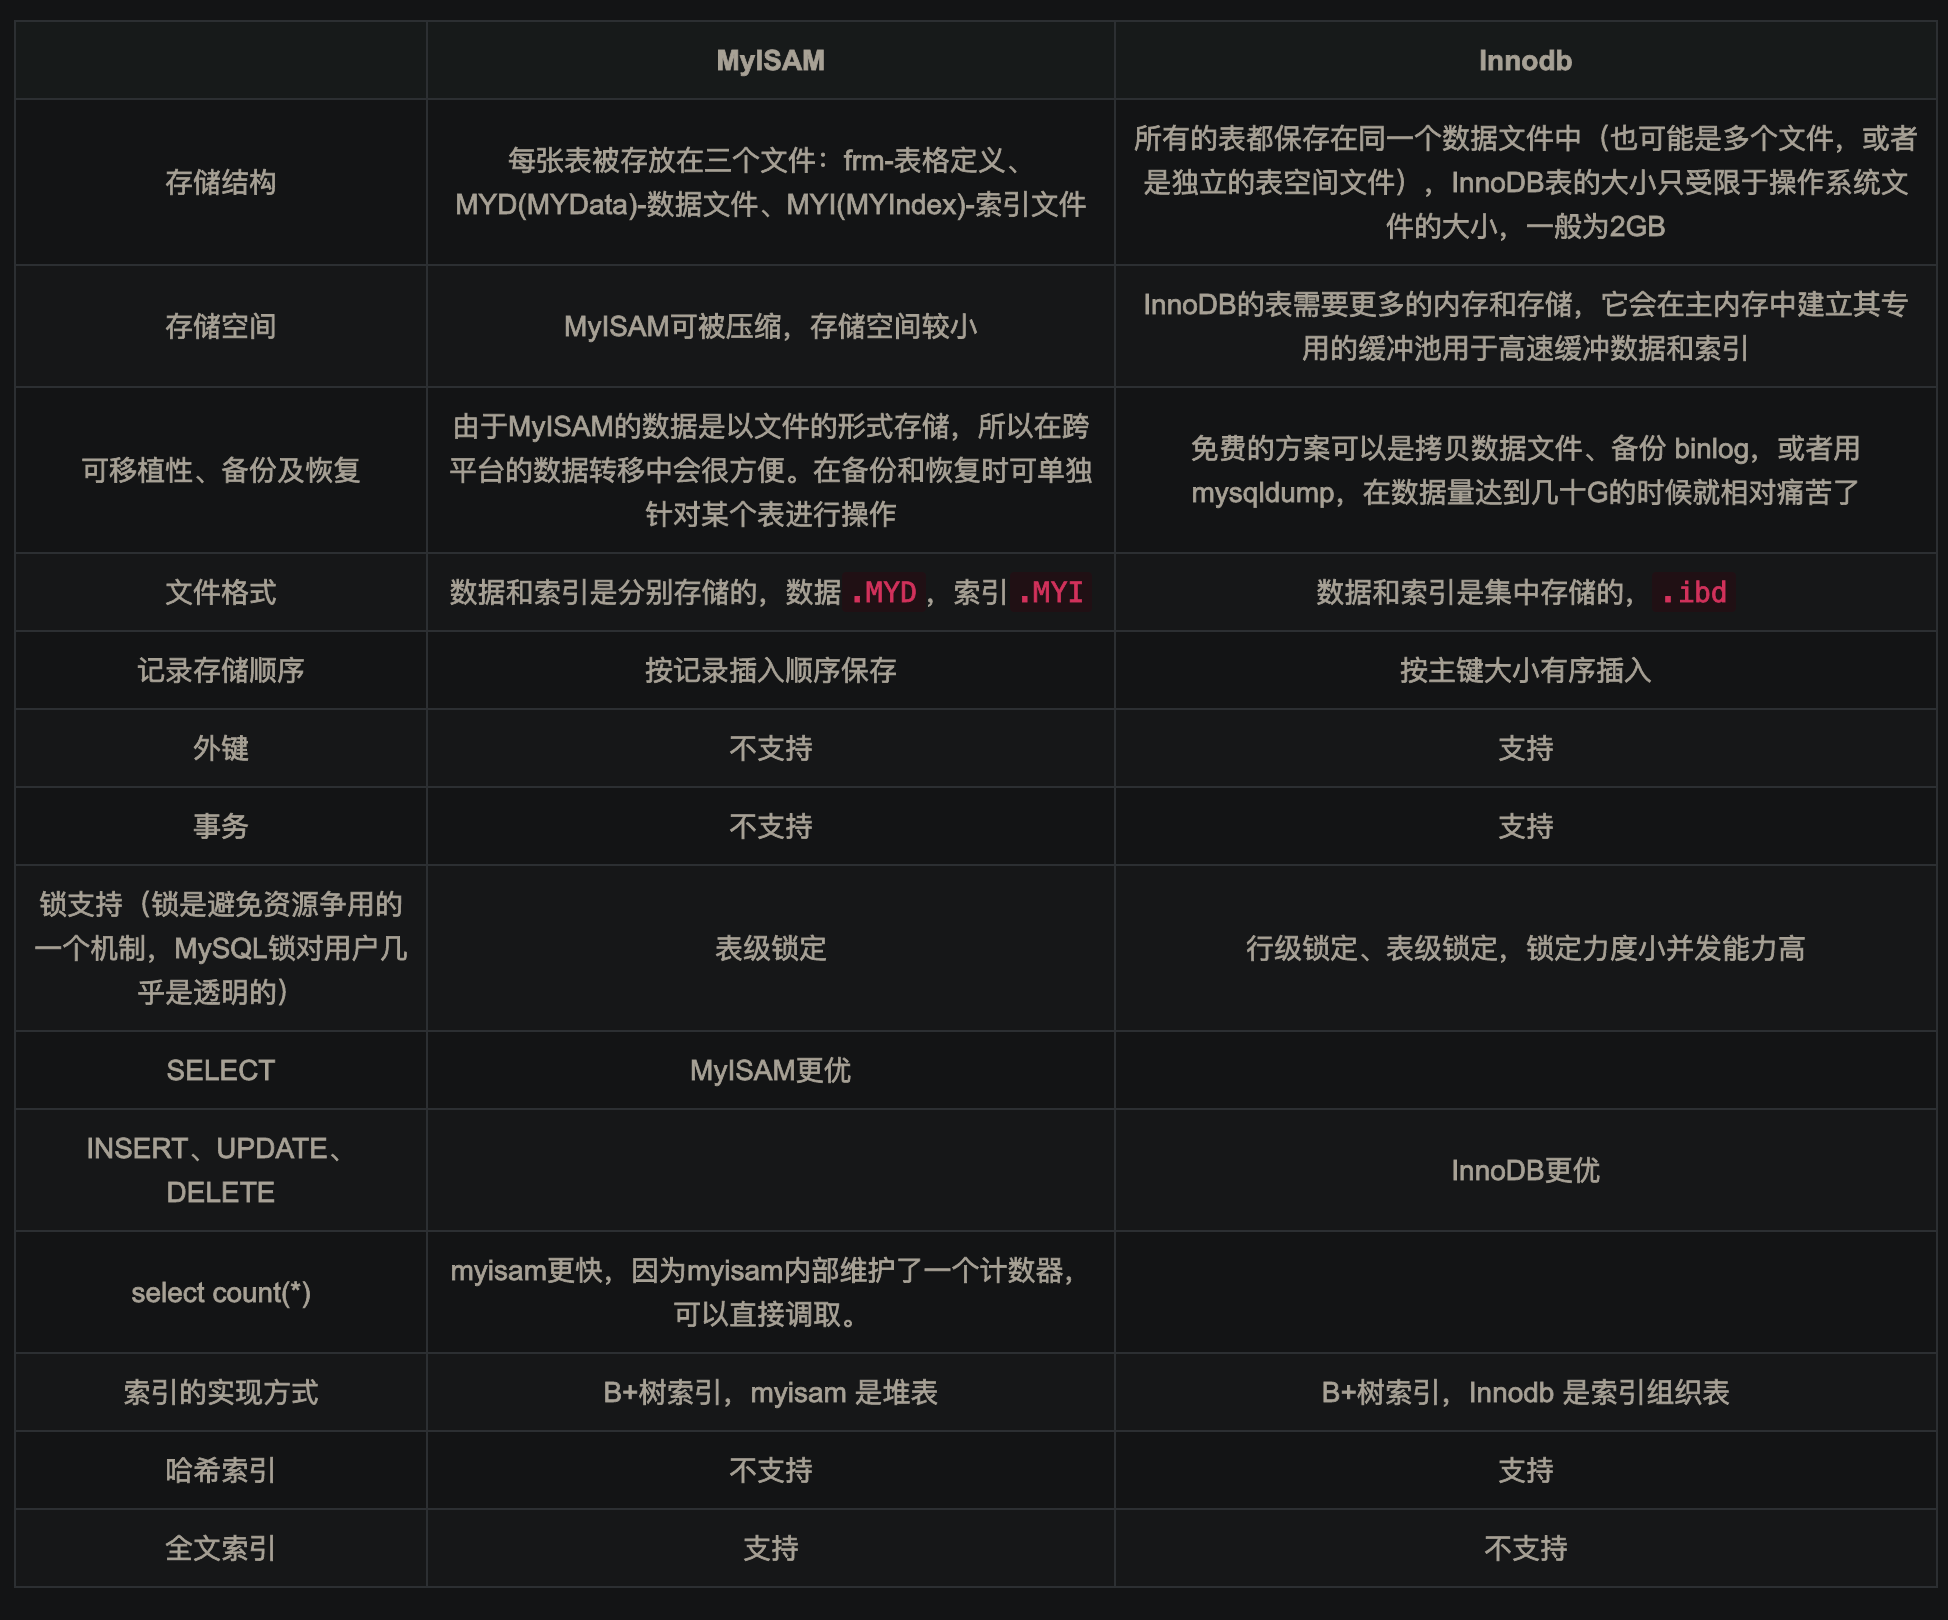 MyISAM
Innodb
存储结构
每张表被存放在三个文件：frm-表格定义、
MYD(MYData)-数据文件、MYI(MYIndex)-索引文件
所有的表都保存在同一个数据文件中（也可能是多个文件，或者
是独立的表空间文件），InnoDB表的大小只受限于操作系统文
件的大小，一般为2GB
存储空间
MyISAM可被压缩，存储空间较小
InnoDB的表需要更多的内存和存储，它会在主内存中建立其专
用的缓冲池用于高速缓冲数据和索引
可移植性、备份及恢复
由于MyISAM的数据是以文件的形式存储，所以在跨
平台的数据转移中会很方便。在备份和恢复时可单独
针对某个表进行操作
免费的方案可以是拷贝数据文件、备份 binlog，或者用
mysqldump，在数据量达到几十G的时候就相对痛苦了
文件格式
数据和索引是分别存储的，数据 .MYD ，索引 .MYI
数据和索引是集中存储的， .ibd
记录存储顺序
按记录插入顺序保存
按主键大小有序插入
外键
不支持
支持
事务
不支持
支持
锁支持（锁是避免资源争用的
一个机制，MySQL锁对用户几
乎是透明的）
表级锁定
行级锁定、表级锁定，锁定力度小并发能力高
SELECT
MyISAM更优
INSERT、UPDATE、
DELETE
InnoDB更优
select count(*)
myisam更快，因为myisam内部维护了一个计数器，
可以直接调取。
索引的实现方式
B+树索引，myisam 是堆表
B+树索引，Innodb 是索引组织表
哈希索引
不支持
支持
全文索引
支持
不支持